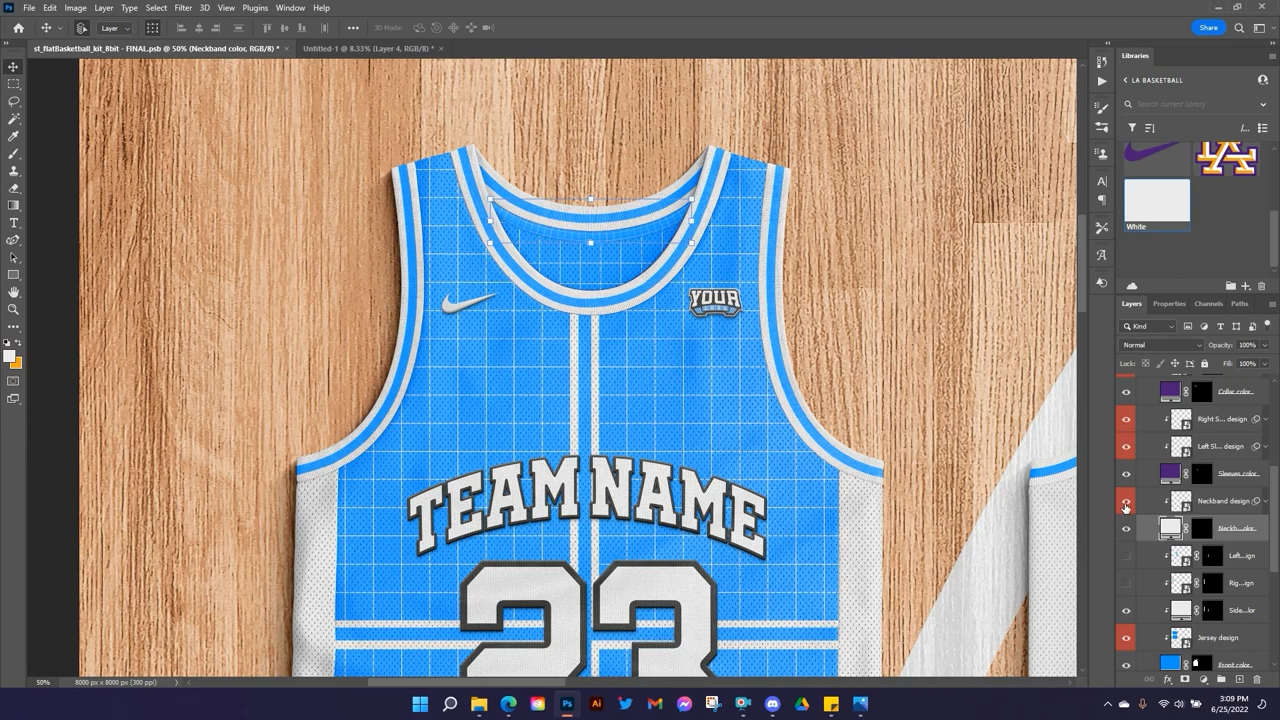 File Edit Image Layer Type Select Filter 3D View Plugins Window Help
Layer 3D Mode: Share
st_flatBasketball_kit_8bit - FINAL.psb @ 50% (Neckband color, RGB/8) *
Untitled-1 @ 8.33% (Layer 4, RGB/8) *
Libraries
LA BASKETBALL
Search current library
LA
White
YOUR
TEAM NAME
23
Layers Properties Channels Paths
Kind
Normal Opacity: 100%
Lock: Fill: 100%
Collar color
Right S... design
Left Sl... design
Sleeves color
Neckband design
Neckb...color
Left...ign
Rig...ign
Side...lor
Jersey design
Front color
50% 8000 px x 8000 px (300 ppi)
3:09 PM
6/25/2022